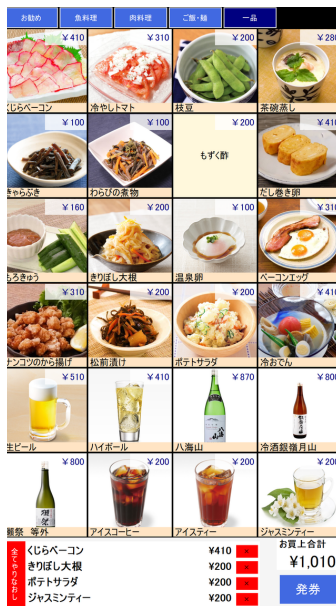 お勧め 魚料理 肉料理 ご飯・麺 一品
¥410 ¥310 ¥200 ¥280
くじらベーコン 冷やしトマト 枝豆 茶碗蒸し
¥100 ¥100 ¥200 ¥410
きゃらぶき わらびの煮物 もずく酢 だし巻き卵
¥160 ¥200 ¥100 ¥310
もろきゅう きりぼし大根 温泉卵 ベーコンエッグ
¥310 ¥200 ¥200 ¥410
ナンコツのから揚げ 松前漬け ポテトサラダ 冷おでん
¥510 ¥410 ¥870 ¥800
生ビール ハイボール 八海山 冷酒銀嶺月山
¥800 ¥200 ¥200 ¥200
獺祭 等外 アイスコーヒー アイスティー ジャスミンティー
全てやりなおし
くじらベーコン ¥410 ×
きりぼし大根 ¥200 ×
ポテトサラダ ¥200 ×
ジャスミンティー ¥200 ×
お買上合計
¥1,010
発券